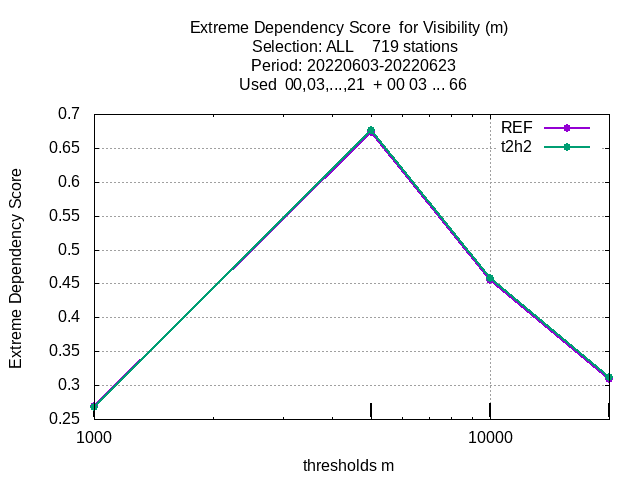 Extreme Dependency Score  for Visibility (m)
Selection: ALL    719 stations
Period: 20220603-20220623
Used  00,03,...,21  + 00 03 ... 66
0.7
0.65
0.6
0.55
0.5
0.45
0.4
0.35
0.3
0.25
Extreme Dependency Score
REF
t2h2
1000
10000
thresholds m